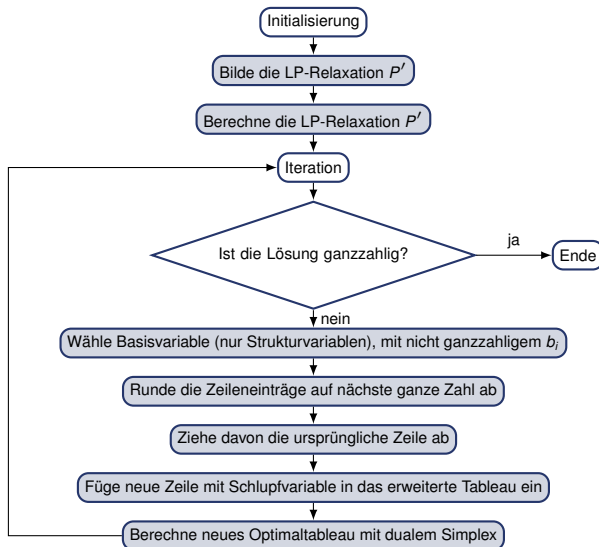 Initialisierung
Bilde die LP-Relaxation P′
Berechne die LP-Relaxation P′
Iteration
Ist die Lösung ganzzahlig?
ja
Ende
nein
Wähle Basisvariable (nur Strukturvariablen), mit nicht ganzzahligem bᵢ
Runde die Zeileneinträge auf nächste ganze Zahl ab
Ziehe davon die ursprüngliche Zeile ab
Füge neue Zeile mit Schlupfvariable in das erweiterte Tableau ein
Berechne neues Optimaltableau mit dualem Simplex